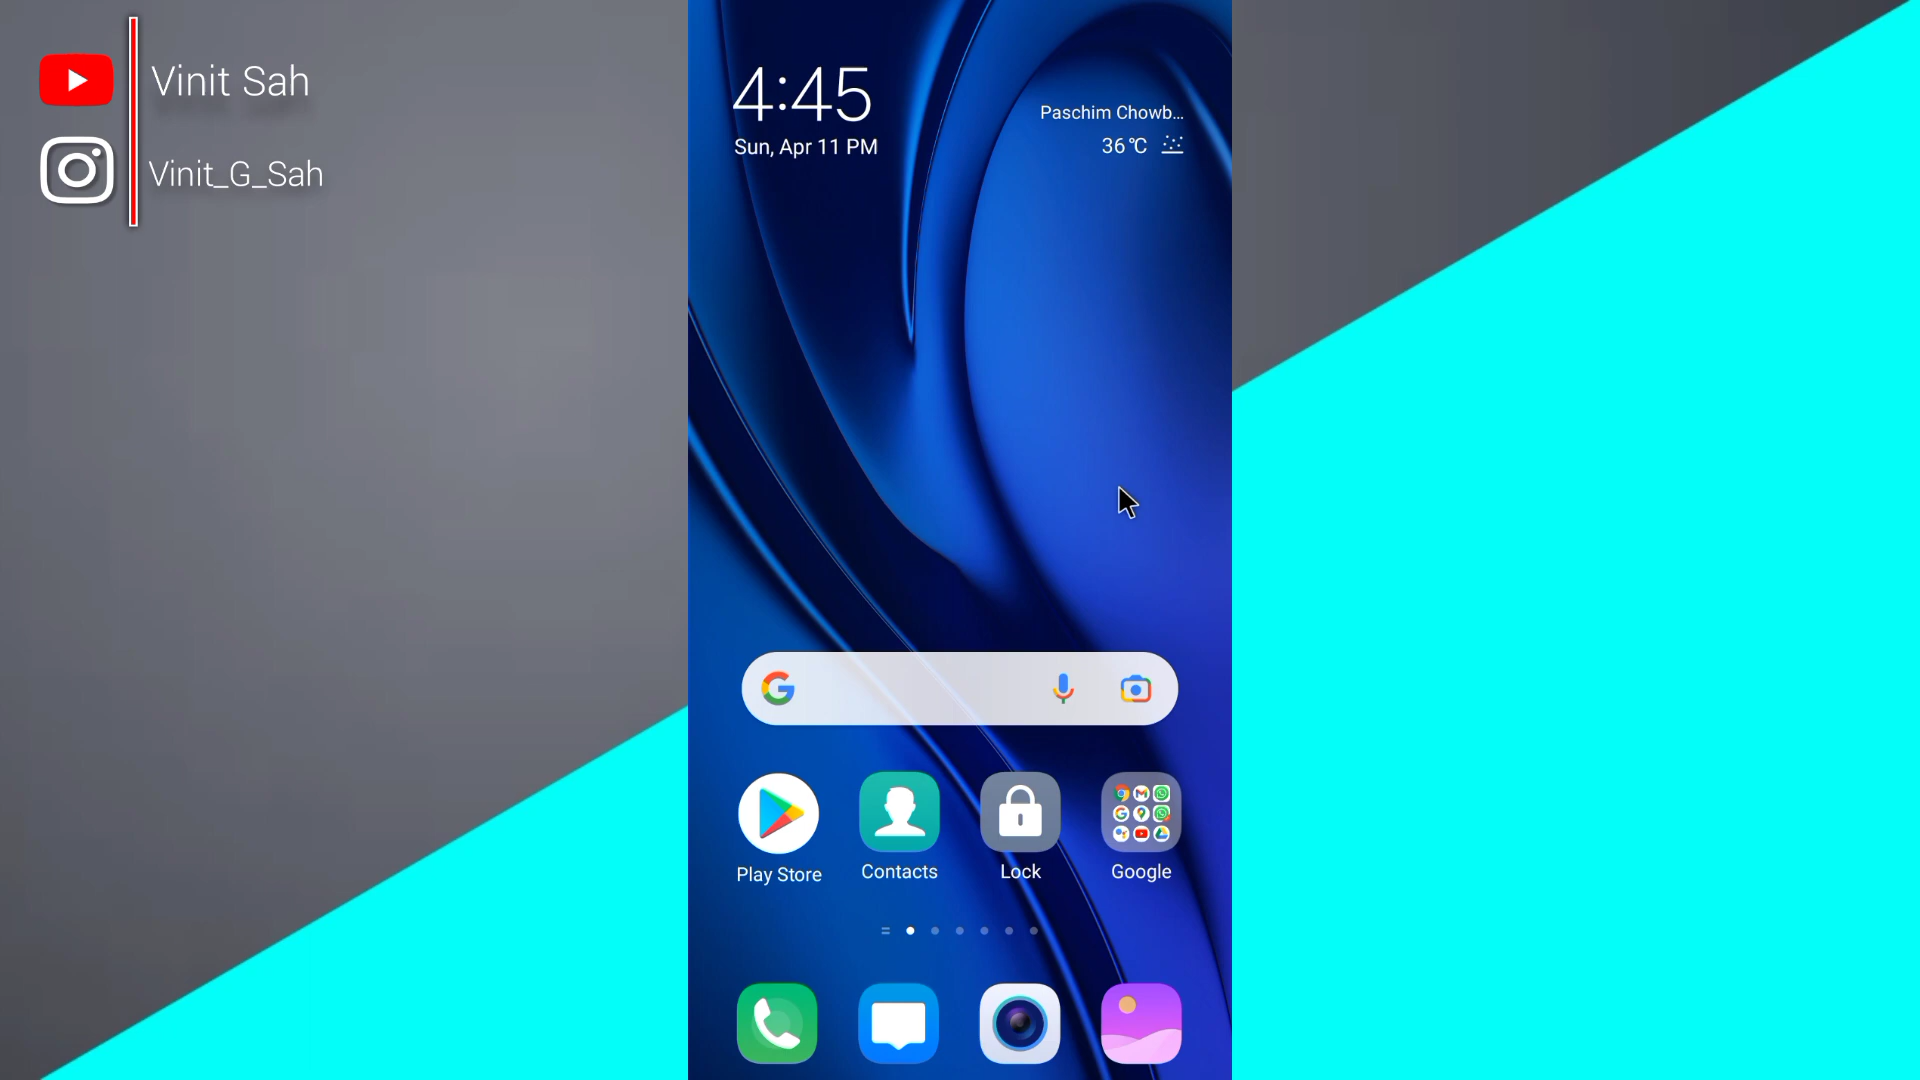 Vinit Sah
Vinit_G_Sah
4:45
Sun, Apr 11 PM
Paschim Chowb...
36℃
Play Store
Contacts
Lock
Google